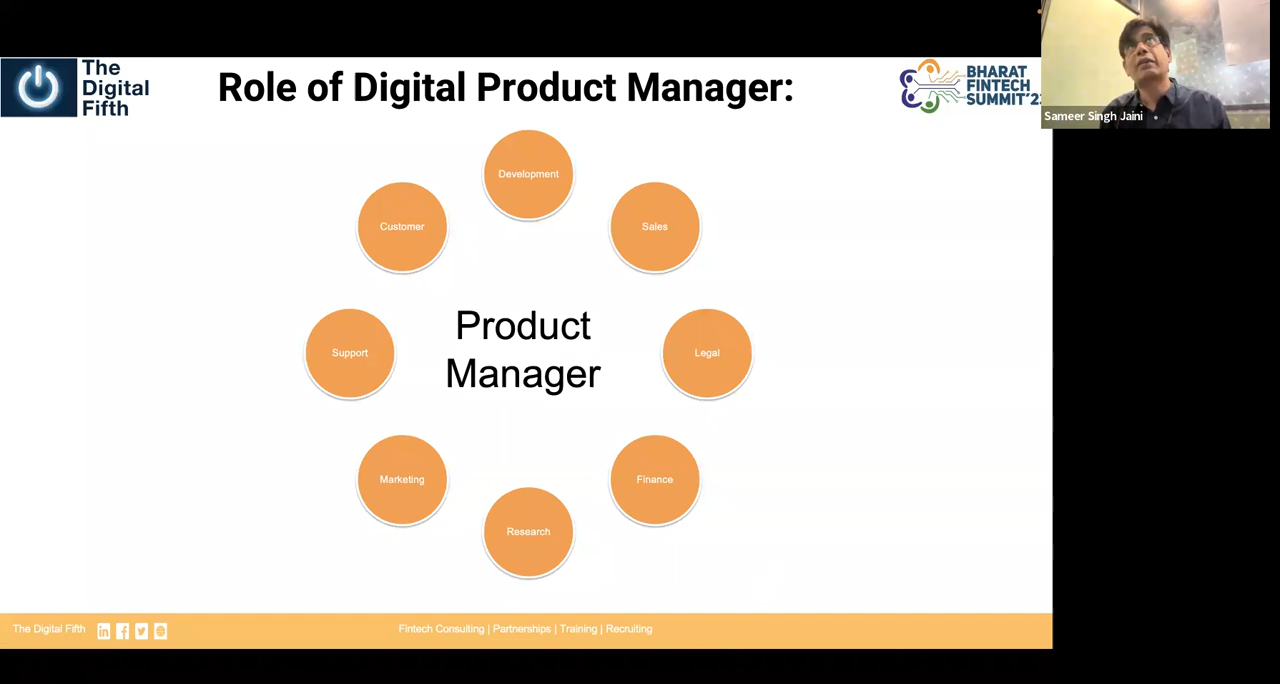 The
Digital
Fifth
Role of Digital Product Manager:
BHARAT
FINTECH
SUMMIT'23
Sameer Singh Jaini
Development
Customer
Sales
Product
Manager
Support
Legal
Marketing
Finance
Research
The Digital Fifth
Fintech Consulting | Partnerships | Training | Recruiting